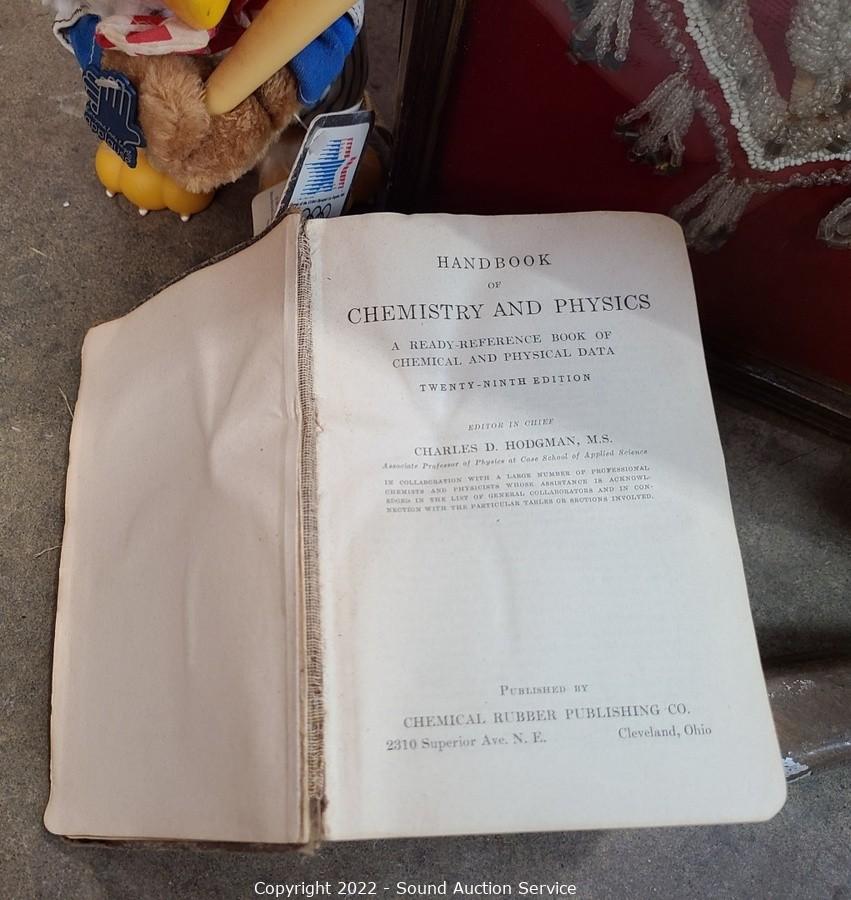 HANDBOOK
OF
CHEMISTRY AND PHYSICS
A READY-REFERENCE BOOK OF
CHEMICAL AND PHYSICAL DATA
TWENTY-NINTH EDITION
EDITOR IN CHIEF
CHARLES D. HODGMAN, M.S.
Associate Professor of Physics at Case School of Applied Science
IN COLLABORATION WITH A LARGE NUMBER OF PROFESSIONAL
CHEMISTS AND PHYSICISTS WHOSE ASSISTANCE IS ACKNOWL-
EDGED IN THE LIST OF GENERAL COLLABORATORS AND IN CON-
NECTION WITH THE PARTICULAR TABLES OR SECTIONS INVOLVED.
PUBLISHED BY
CHEMICAL RUBBER PUBLISHING CO.
2310 Superior Ave. N. E. Cleveland, Ohio
Copyright 2022 - Sound Auction Service